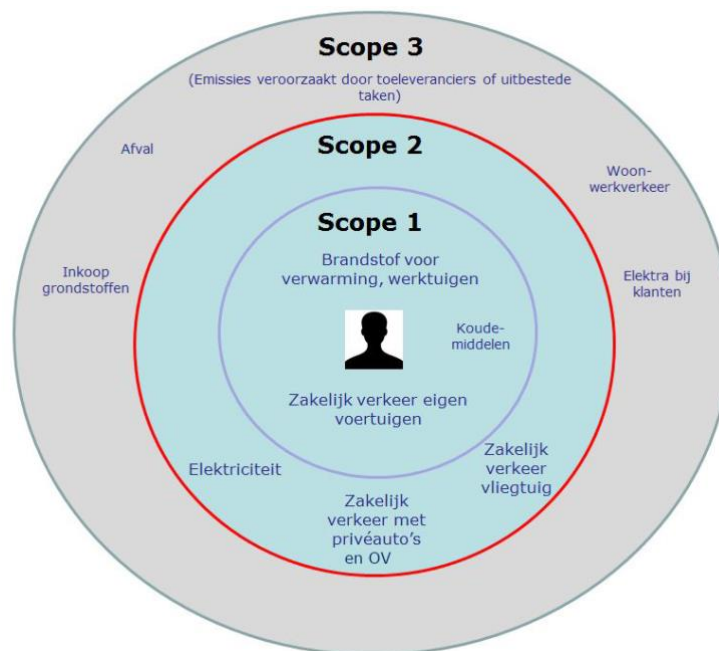 Scope 3
(Emissies veroorzaakt door toeleveranciers of uitbestede
taken)
Afval
Scope 2
Woon-
werkverkeer
Scope 1
Brandstof voor
verwarming, werktuigen
Inkoop
grondstoffen
Elektra bij
klanten
Koude-
middelen
Zakelijk verkeer eigen
voertuigen
Elektriciteit
Zakelijk
verkeer
vliegtuig
Zakelijk
verkeer met
privéauto's
en OV